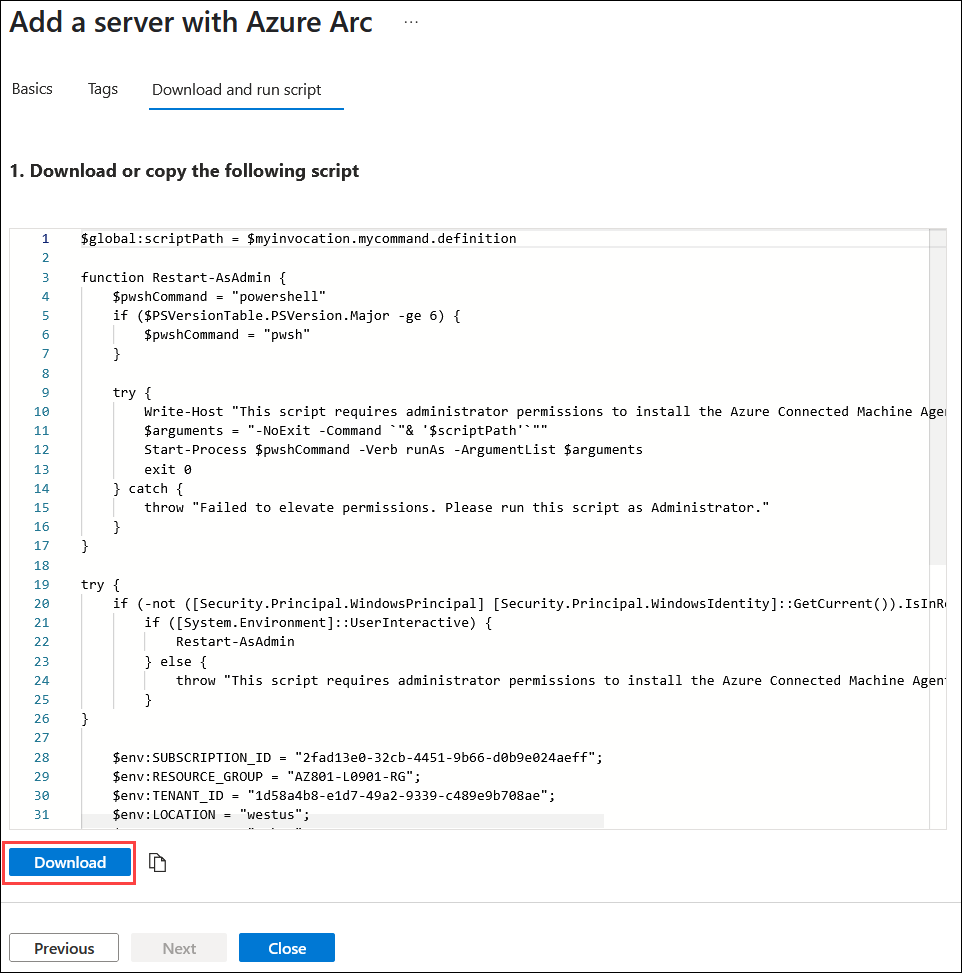 Add a server with Azure Arc ...
Basics Tags Download and run script
1. Download or copy the following script
1 $global:scriptPath = $myinvocation.mycommand.definition
2
3 function Restart-AsAdmin {
4 $pwshCommand = "powershell"
5 if ($PSVersionTable.PSVersion.Major -ge 6) {
6 $pwshCommand = "pwsh"
7 }
8
9 try {
10 Write-Host "This script requires administrator permissions to install the Azure Connected Machine Agen
11 $arguments = "-NoExit -Command `"& '$scriptPath'`""
12 Start-Process $pwshCommand -Verb runAs -ArgumentList $arguments
13 exit 0
14 } catch {
15 throw "Failed to elevate permissions. Please run this script as Administrator."
16 }
17 }
18
19 try {
20 if (-not ([Security.Principal.WindowsPrincipal] [Security.Principal.WindowsIdentity]::GetCurrent()).IsInRo
21 if ([System.Environment]::UserInteractive) {
22 Restart-AsAdmin
23 } else {
24 throw "This script requires administrator permissions to install the Azure Connected Machine Agen
25 }
26 }
27
28 $env:SUBSCRIPTION_ID = "2fad13e0-32cb-4451-9b66-d0b9e024aeff";
29 $env:RESOURCE_GROUP = "AZ801-L0901-RG";
30 $env:TENANT_ID = "1d58a4b8-e1d7-49a2-9339-c489e9b708ae";
31 $env:LOCATION = "westus";
Download
Previous Next Close